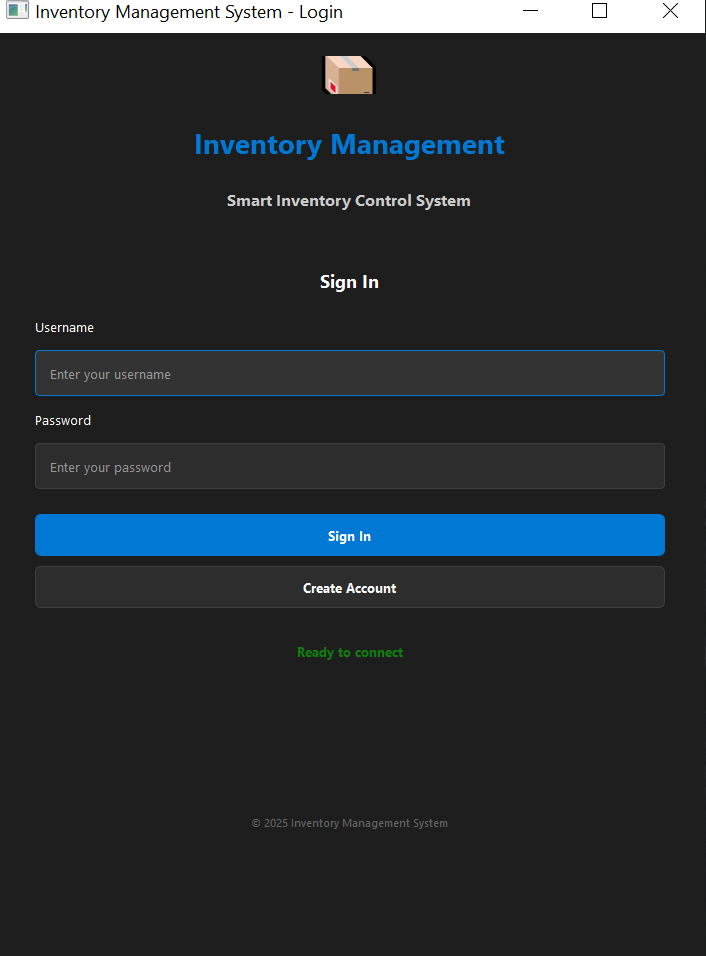 Inventory Management System - Login
Inventory Management
Smart Inventory Control System
Sign In
Username
Enter your username
Password
Enter your password
Sign In
Create Account
Ready to connect
© 2025 Inventory Management System